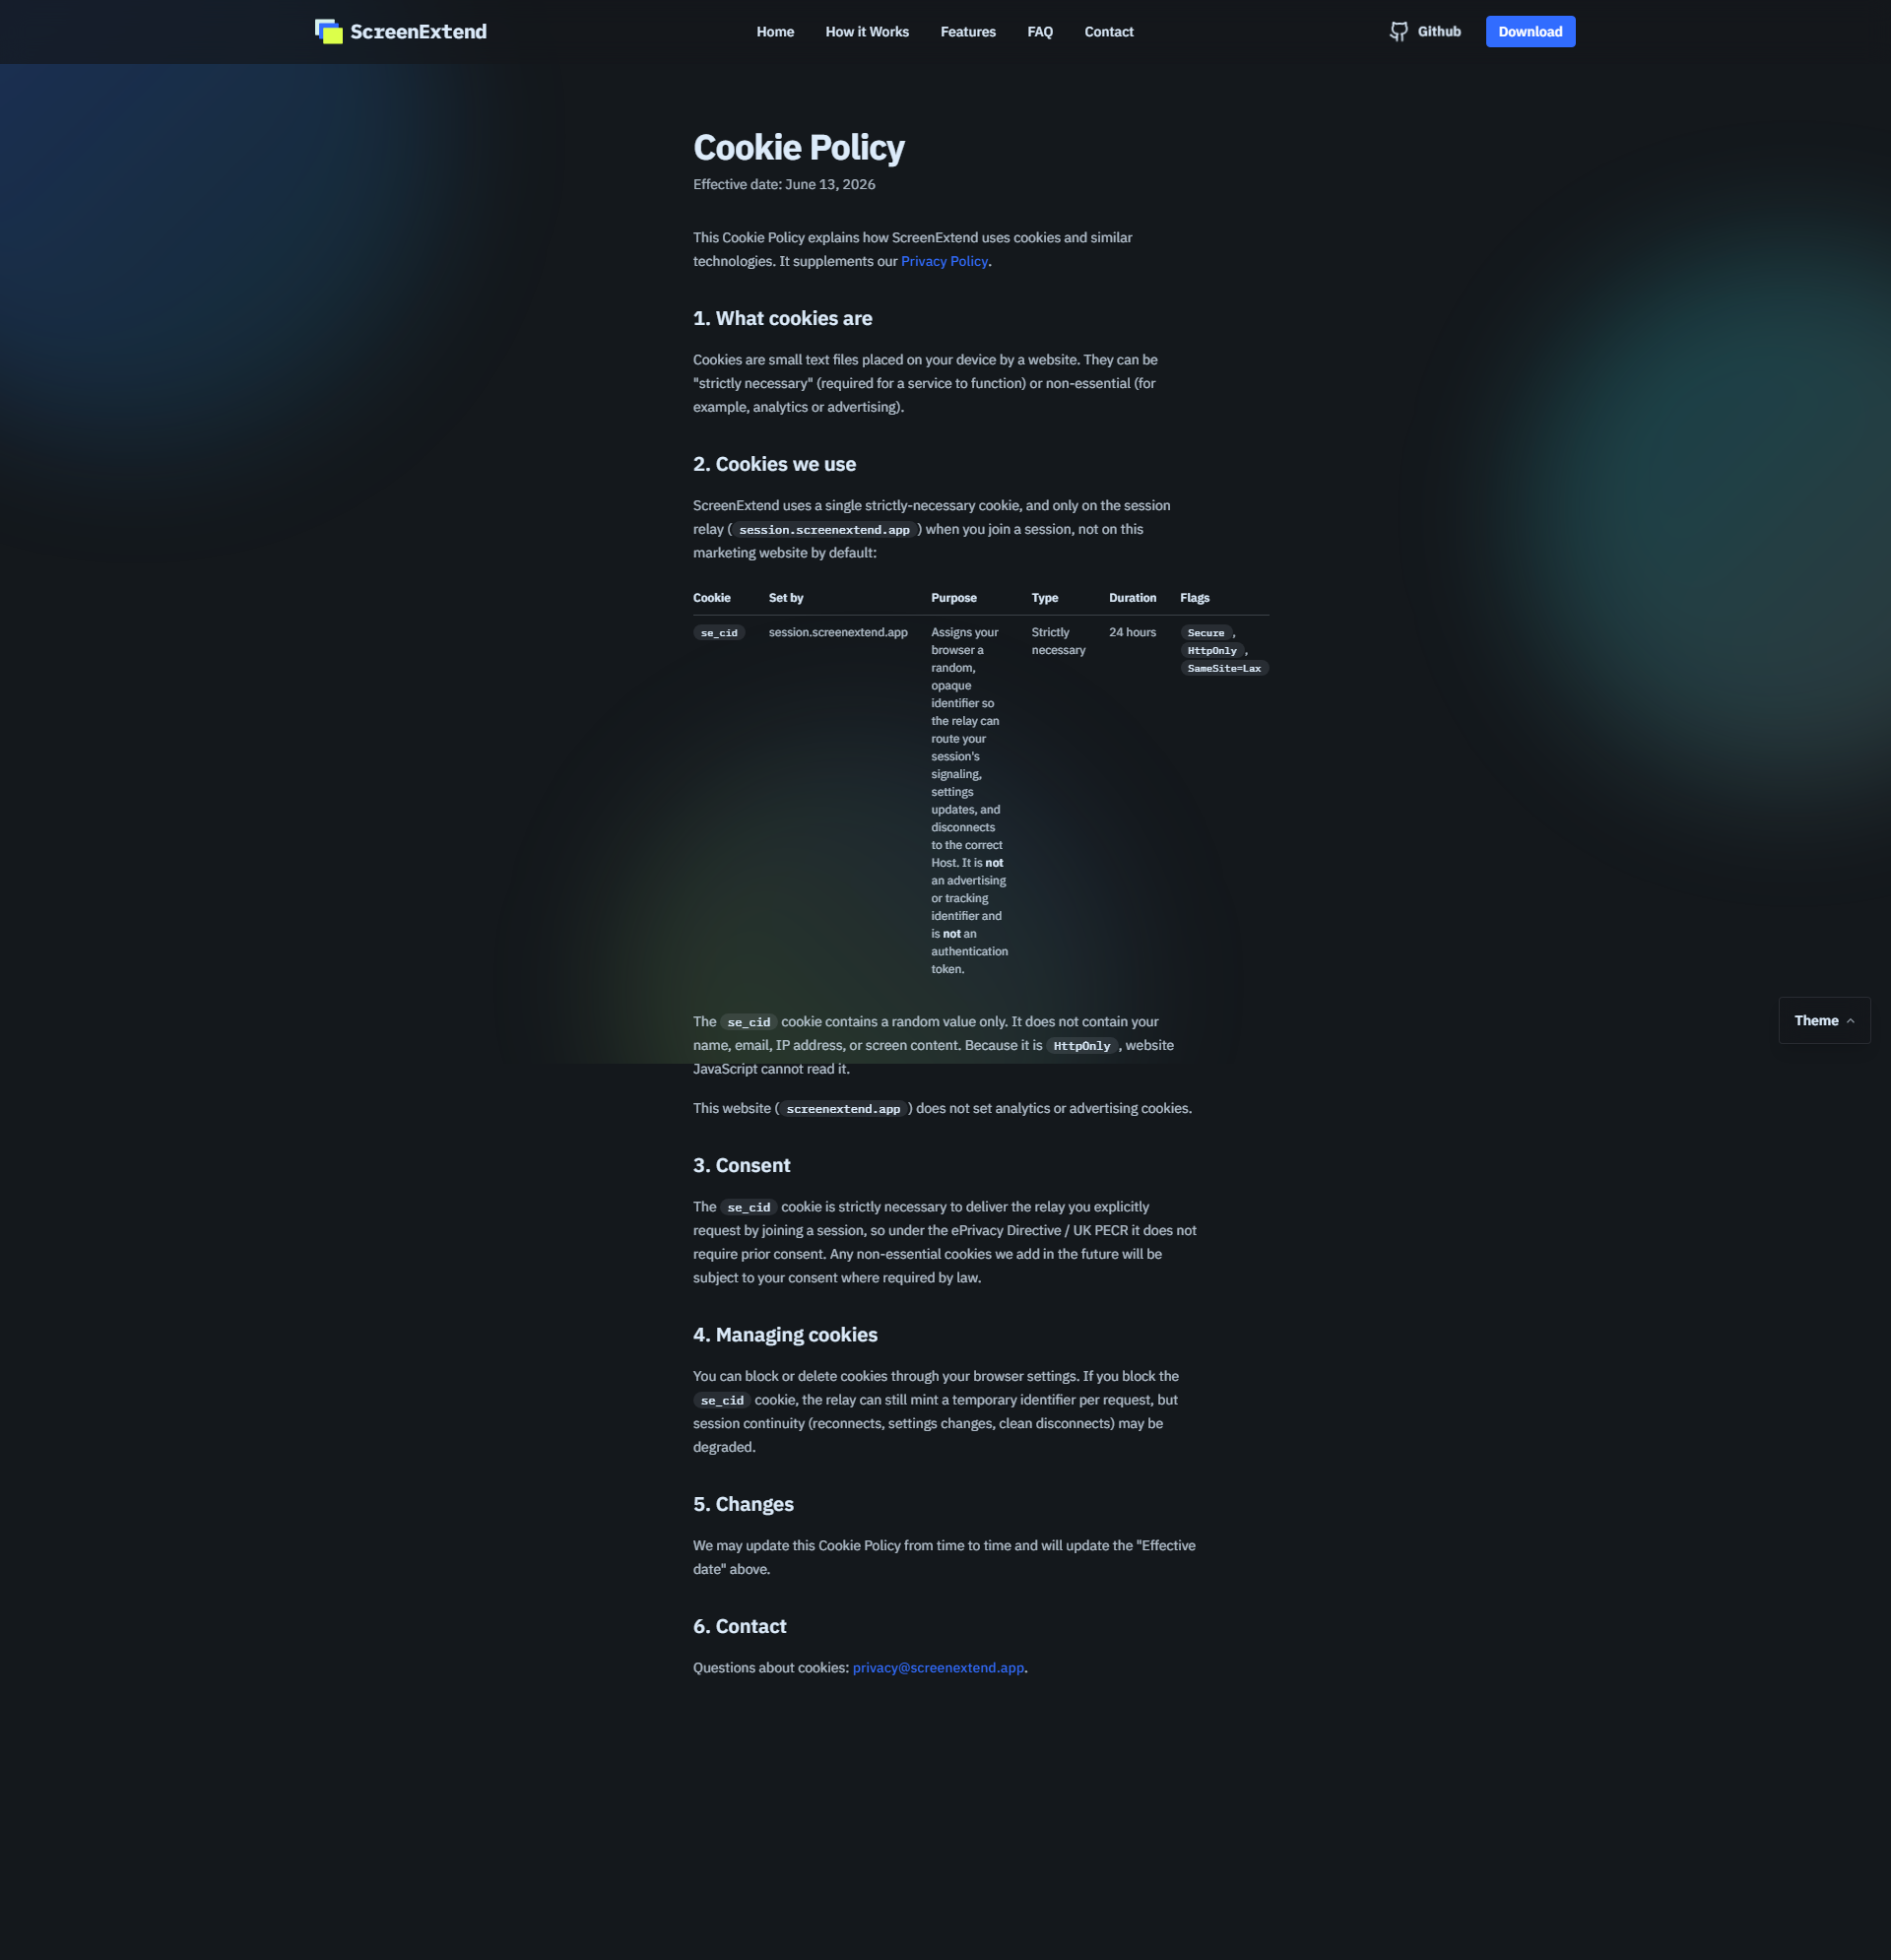 ScreenExtend
Home How it Works Features FAQ Contact
Github Download
Cookie Policy
Effective date: June 13, 2026
This Cookie Policy explains how ScreenExtend uses cookies and similar
technologies. It supplements our Privacy Policy.
1. What cookies are
Cookies are small text files placed on your device by a website. They can be
"strictly necessary" (required for a service to function) or non-essential (for
example, analytics or advertising).
2. Cookies we use
ScreenExtend uses a single strictly-necessary cookie, and only on the session
relay ( session.screenextend.app ) when you join a session, not on this
marketing website by default:
Cookie Set by Purpose Type Duration Flags
se_cid
session.screenextend.app
Assigns your
browser a
random,
opaque
identifier so
the relay can
route your
session's
signaling,
settings
updates, and
disconnects
to the correct
Host. It is not
an advertising
or tracking
identifier and
is not an
authentication
token.
Strictly
necessary
24 hours
Secure ,
HttpOnly ,
SameSite=Lax
The se_cid cookie contains a random value only. It does not contain your
name, email, IP address, or screen content. Because it is HttpOnly , website
JavaScript cannot read it.
This website ( screenextend.app ) does not set analytics or advertising cookies.
3. Consent
The se_cid cookie is strictly necessary to deliver the relay you explicitly
request by joining a session, so under the ePrivacy Directive / UK PECR it does not
require prior consent. Any non-essential cookies we add in the future will be
subject to your consent where required by law.
4. Managing cookies
You can block or delete cookies through your browser settings. If you block the
se_cid cookie, the relay can still mint a temporary identifier per request, but
session continuity (reconnects, settings changes, clean disconnects) may be
degraded.
5. Changes
We may update this Cookie Policy from time to time and will update the "Effective
date" above.
6. Contact
Questions about cookies: privacy@screenextend.app.
Theme